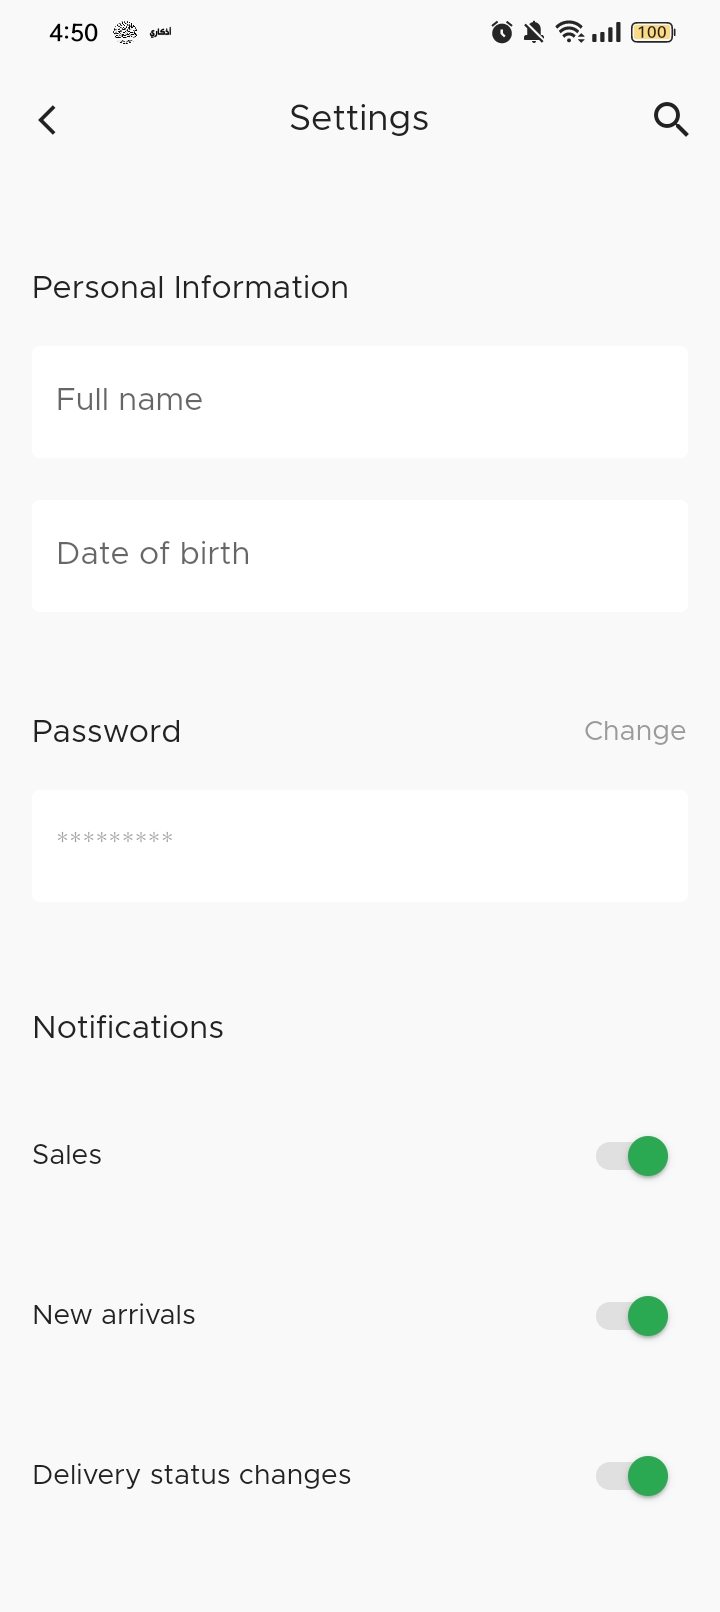 4:50 أذكاري 100
Settings
Personal Information
Full name
Date of birth
Password Change
*********
Notifications
Sales
New arrivals
Delivery status changes